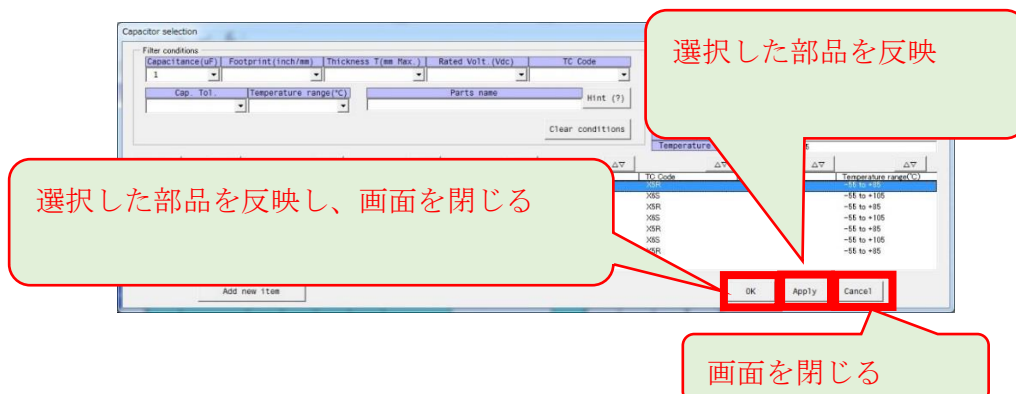 Capacitor selection
Filter conditions
Capacitance(uF) Footprint(inch/mm) Thickness T(mm Max.) Rated Volt.(Vdc) TC Code
1
Cap. Tol. Temperature range(℃) Parts name Hint (?)
Clear conditions
選択した部品を反映
Temperature
△▽ △▽ △▽ △▽
TC Code Temperature range(℃)
X5R -55 to +85
X6S -55 to +105
X5R -55 to +85
X6S -55 to +105
X5R -55 to +85
X6S -55 to +105
X5R -55 to +85
選択した部品を反映し、画面を閉じる
Add new item OK Apply Cancel
画面を閉じる